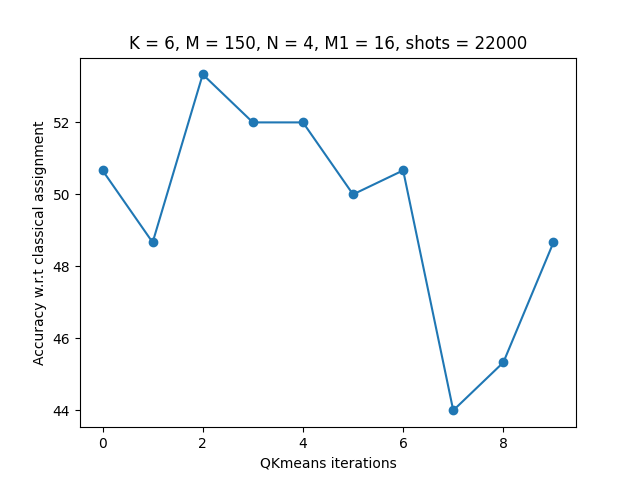 K = 6, M = 150, N = 4, M1 = 16, shots = 22000
Accuracy w.r.t classical assignment
52
50
48
46
44
0 2 4 6 8
QKmeans iterations